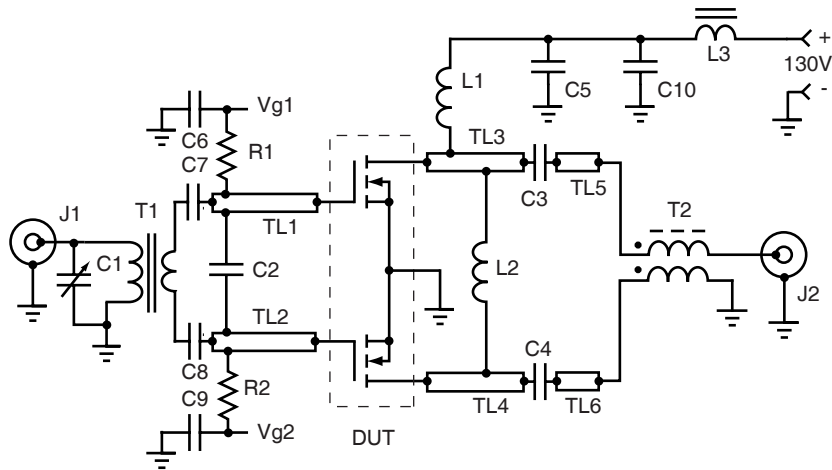 +
L3
130V
-
L1
C5
C10
Vg1
C6
C7
R1
TL3
C3
TL5
J1
T1
TL1
T2
C1
C2
L2
J2
TL2
C4
C8
C9
R2
TL4
TL6
Vg2
DUT